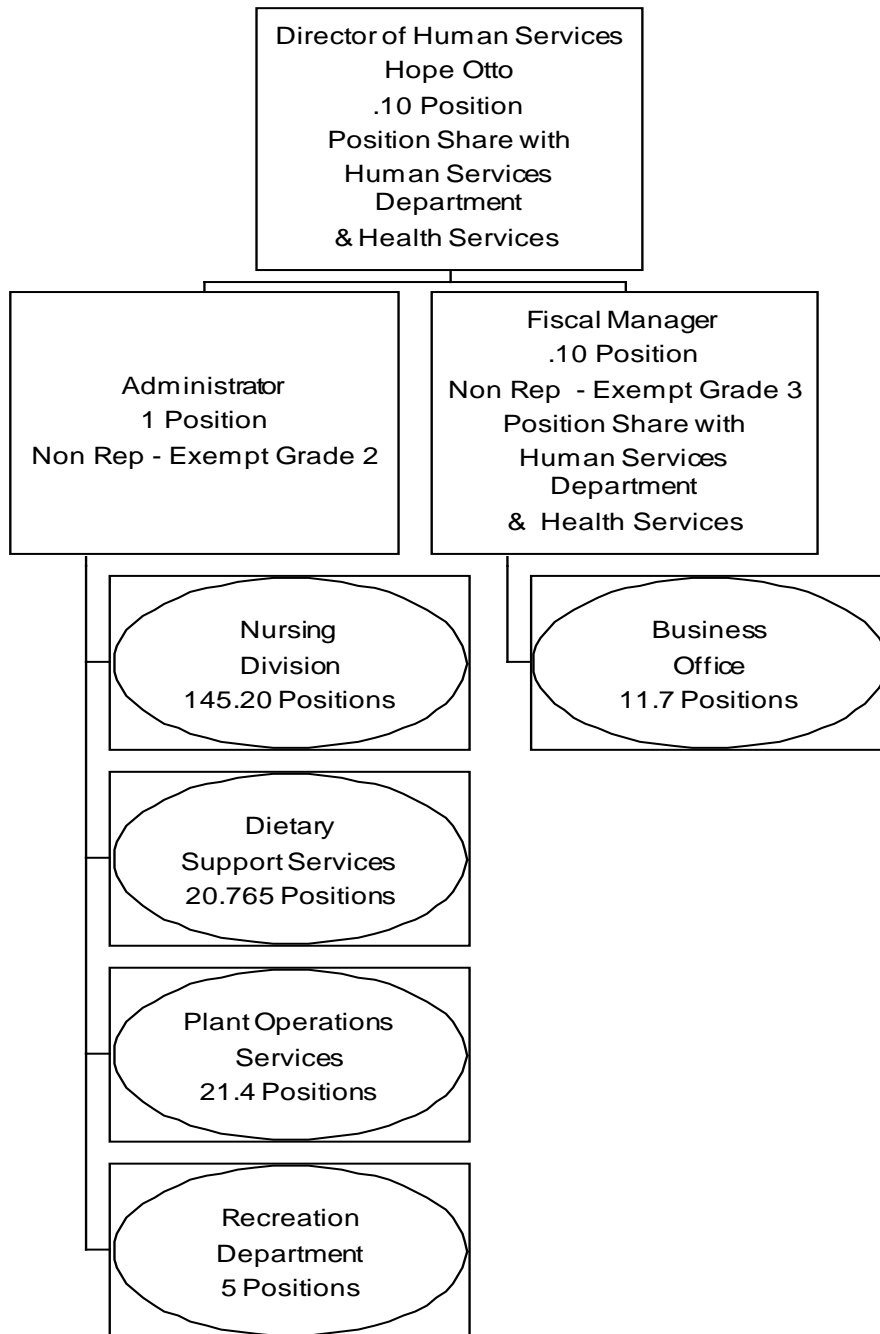 Director of Human Services
Hope Otto
.10 Position
Position Share with
Human Services
Department
& Health Services
Administrator
1 Position
Non Rep - Exempt Grade 2
Fiscal Manager
.10 Position
Non Rep - Exempt Grade 3
Position Share with
Human Services
Department
& Health Services
Nursing
Division
145.20 Positions
Business
Office
11.7 Positions
Dietary
Support Services
20.765 Positions
Plant Operations
Services
21.4 Positions
Recreation
Department
5 Positions